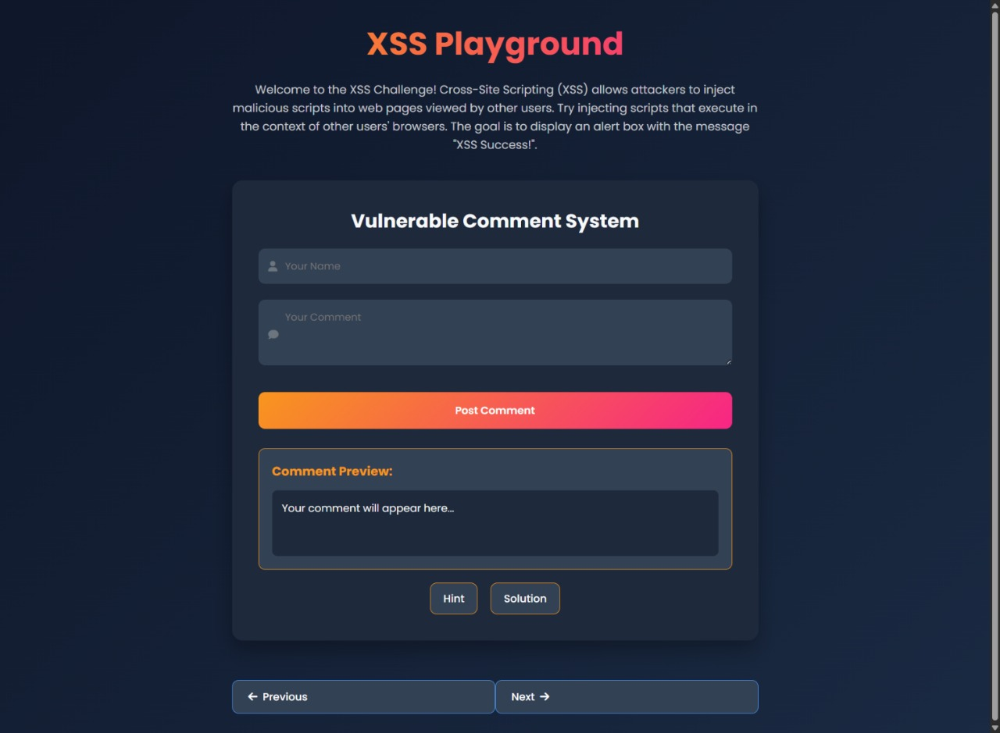 XSS Playground
Welcome to the XSS Challenge! Cross-Site Scripting (XSS) allows attackers to inject
malicious scripts into web pages viewed by other users. Try injecting scripts that execute in
the context of other users' browsers. The goal is to display an alert box with the message
"XSS Success!".
Vulnerable Comment System
Your Name
Your Comment
Post Comment
Comment Preview:
Your comment will appear here...
Hint
Solution
Previous
Next